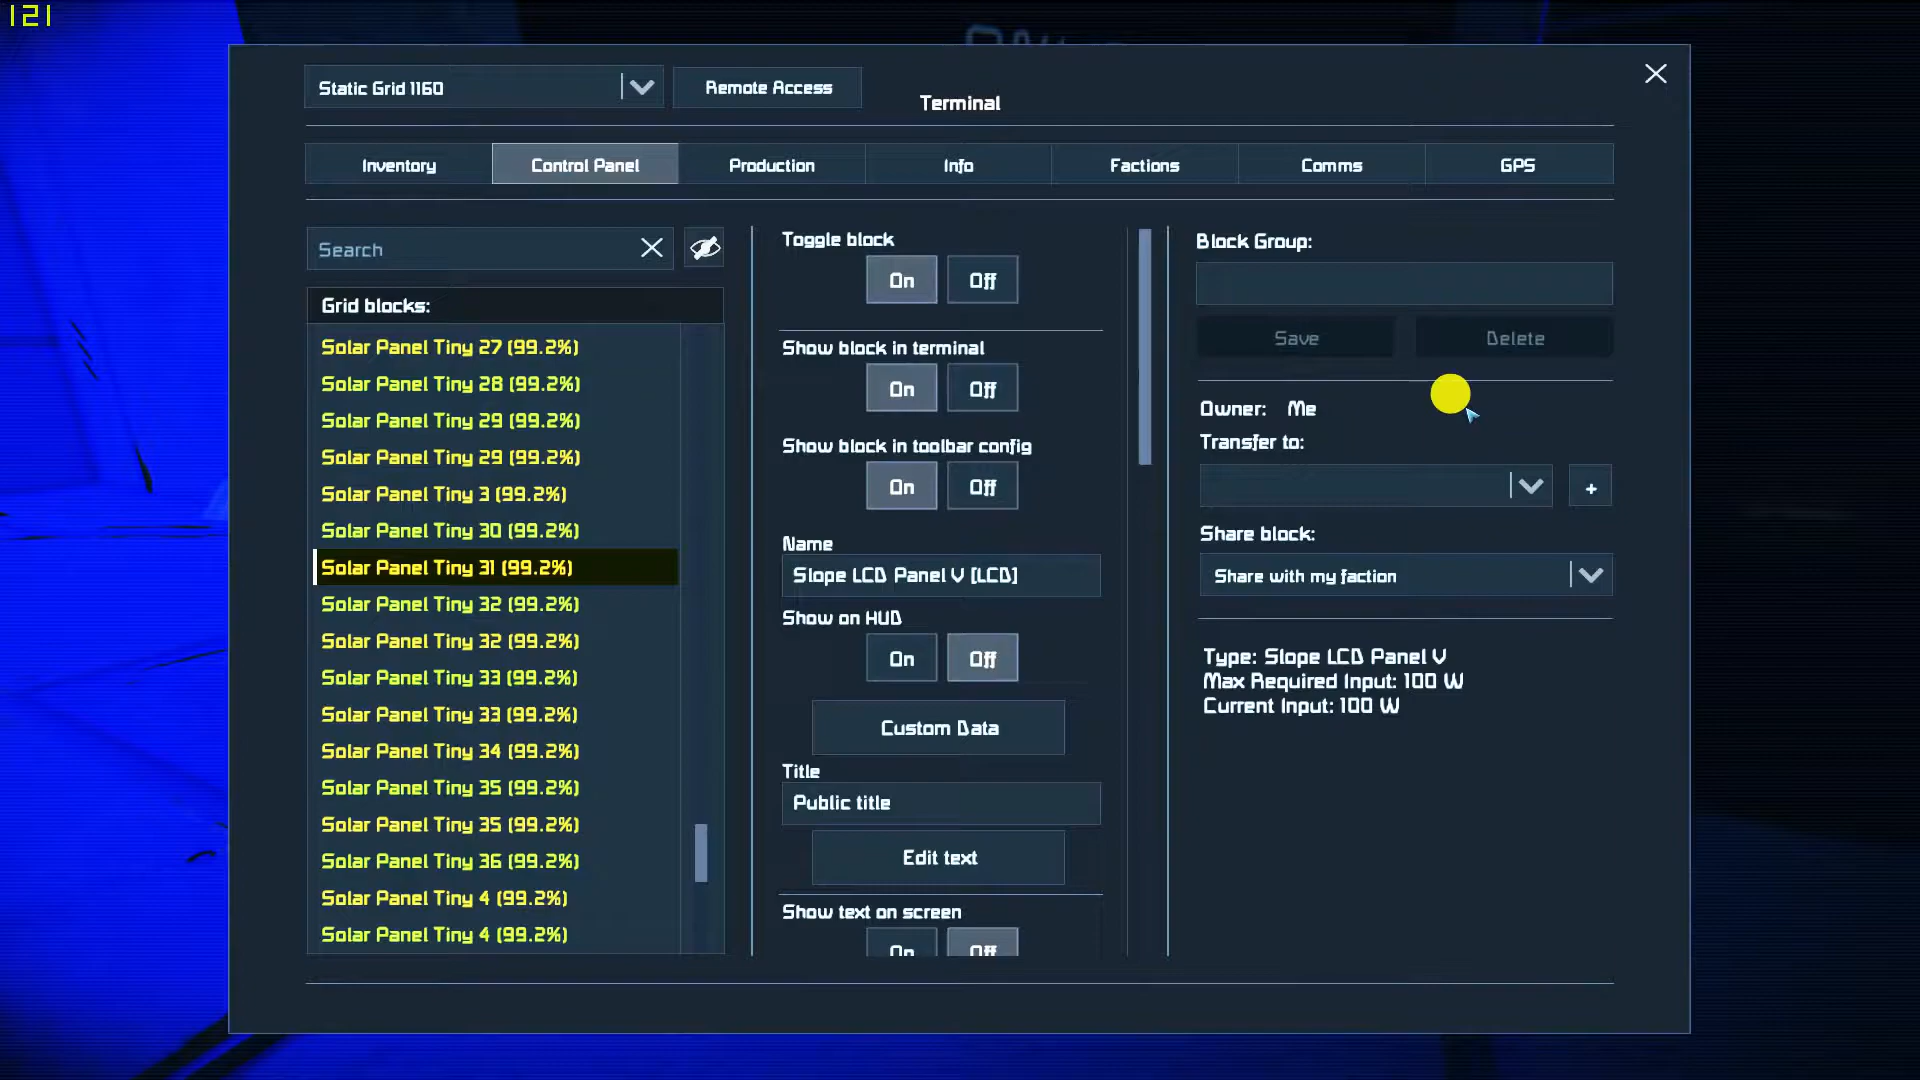 121
Static Grid 1160
Remote Access
Terminal
Inventory
Control Panel
Production
Info
Factions
Comms
GPS
Search
Grid blocks:
Solar Panel Tiny 27 (99.2%)
Solar Panel Tiny 28 (99.2%)
Solar Panel Tiny 29 (99.2%)
Solar Panel Tiny 29 (99.2%)
Solar Panel Tiny 3 (99.2%)
Solar Panel Tiny 30 (99.2%)
Solar Panel Tiny 31 (99.2%)
Solar Panel Tiny 32 (99.2%)
Solar Panel Tiny 32 (99.2%)
Solar Panel Tiny 33 (99.2%)
Solar Panel Tiny 33 (99.2%)
Solar Panel Tiny 34 (99.2%)
Solar Panel Tiny 35 (99.2%)
Solar Panel Tiny 35 (99.2%)
Solar Panel Tiny 36 (99.2%)
Solar Panel Tiny 4 (99.2%)
Solar Panel Tiny 4 (99.2%)
Toggle block
On Off
Show block in terminal
On Off
Show block in toolbar config
On Off
Name
Slope LCD Panel V [LCD]
Show on HUD
On Off
Custom Data
Title
Public title
Edit text
Show text on screen
On Off
Block Group:
Save
Delete
Owner: Me
Transfer to:
+
Share block:
Share with my faction
Type: Slope LCD Panel V
Max Required Input: 100 W
Current Input: 100 W